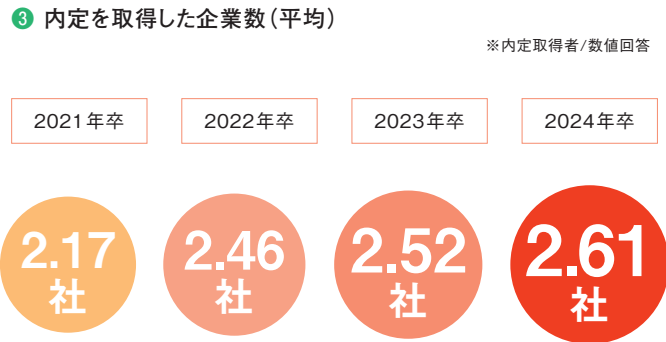 3 内定を取得した企業数（平均）
※内定取得者/数値回答
2021年卒 2022年卒 2023年卒 2024年卒
2.17 2.46 2.52 2.61
社 社 社 社